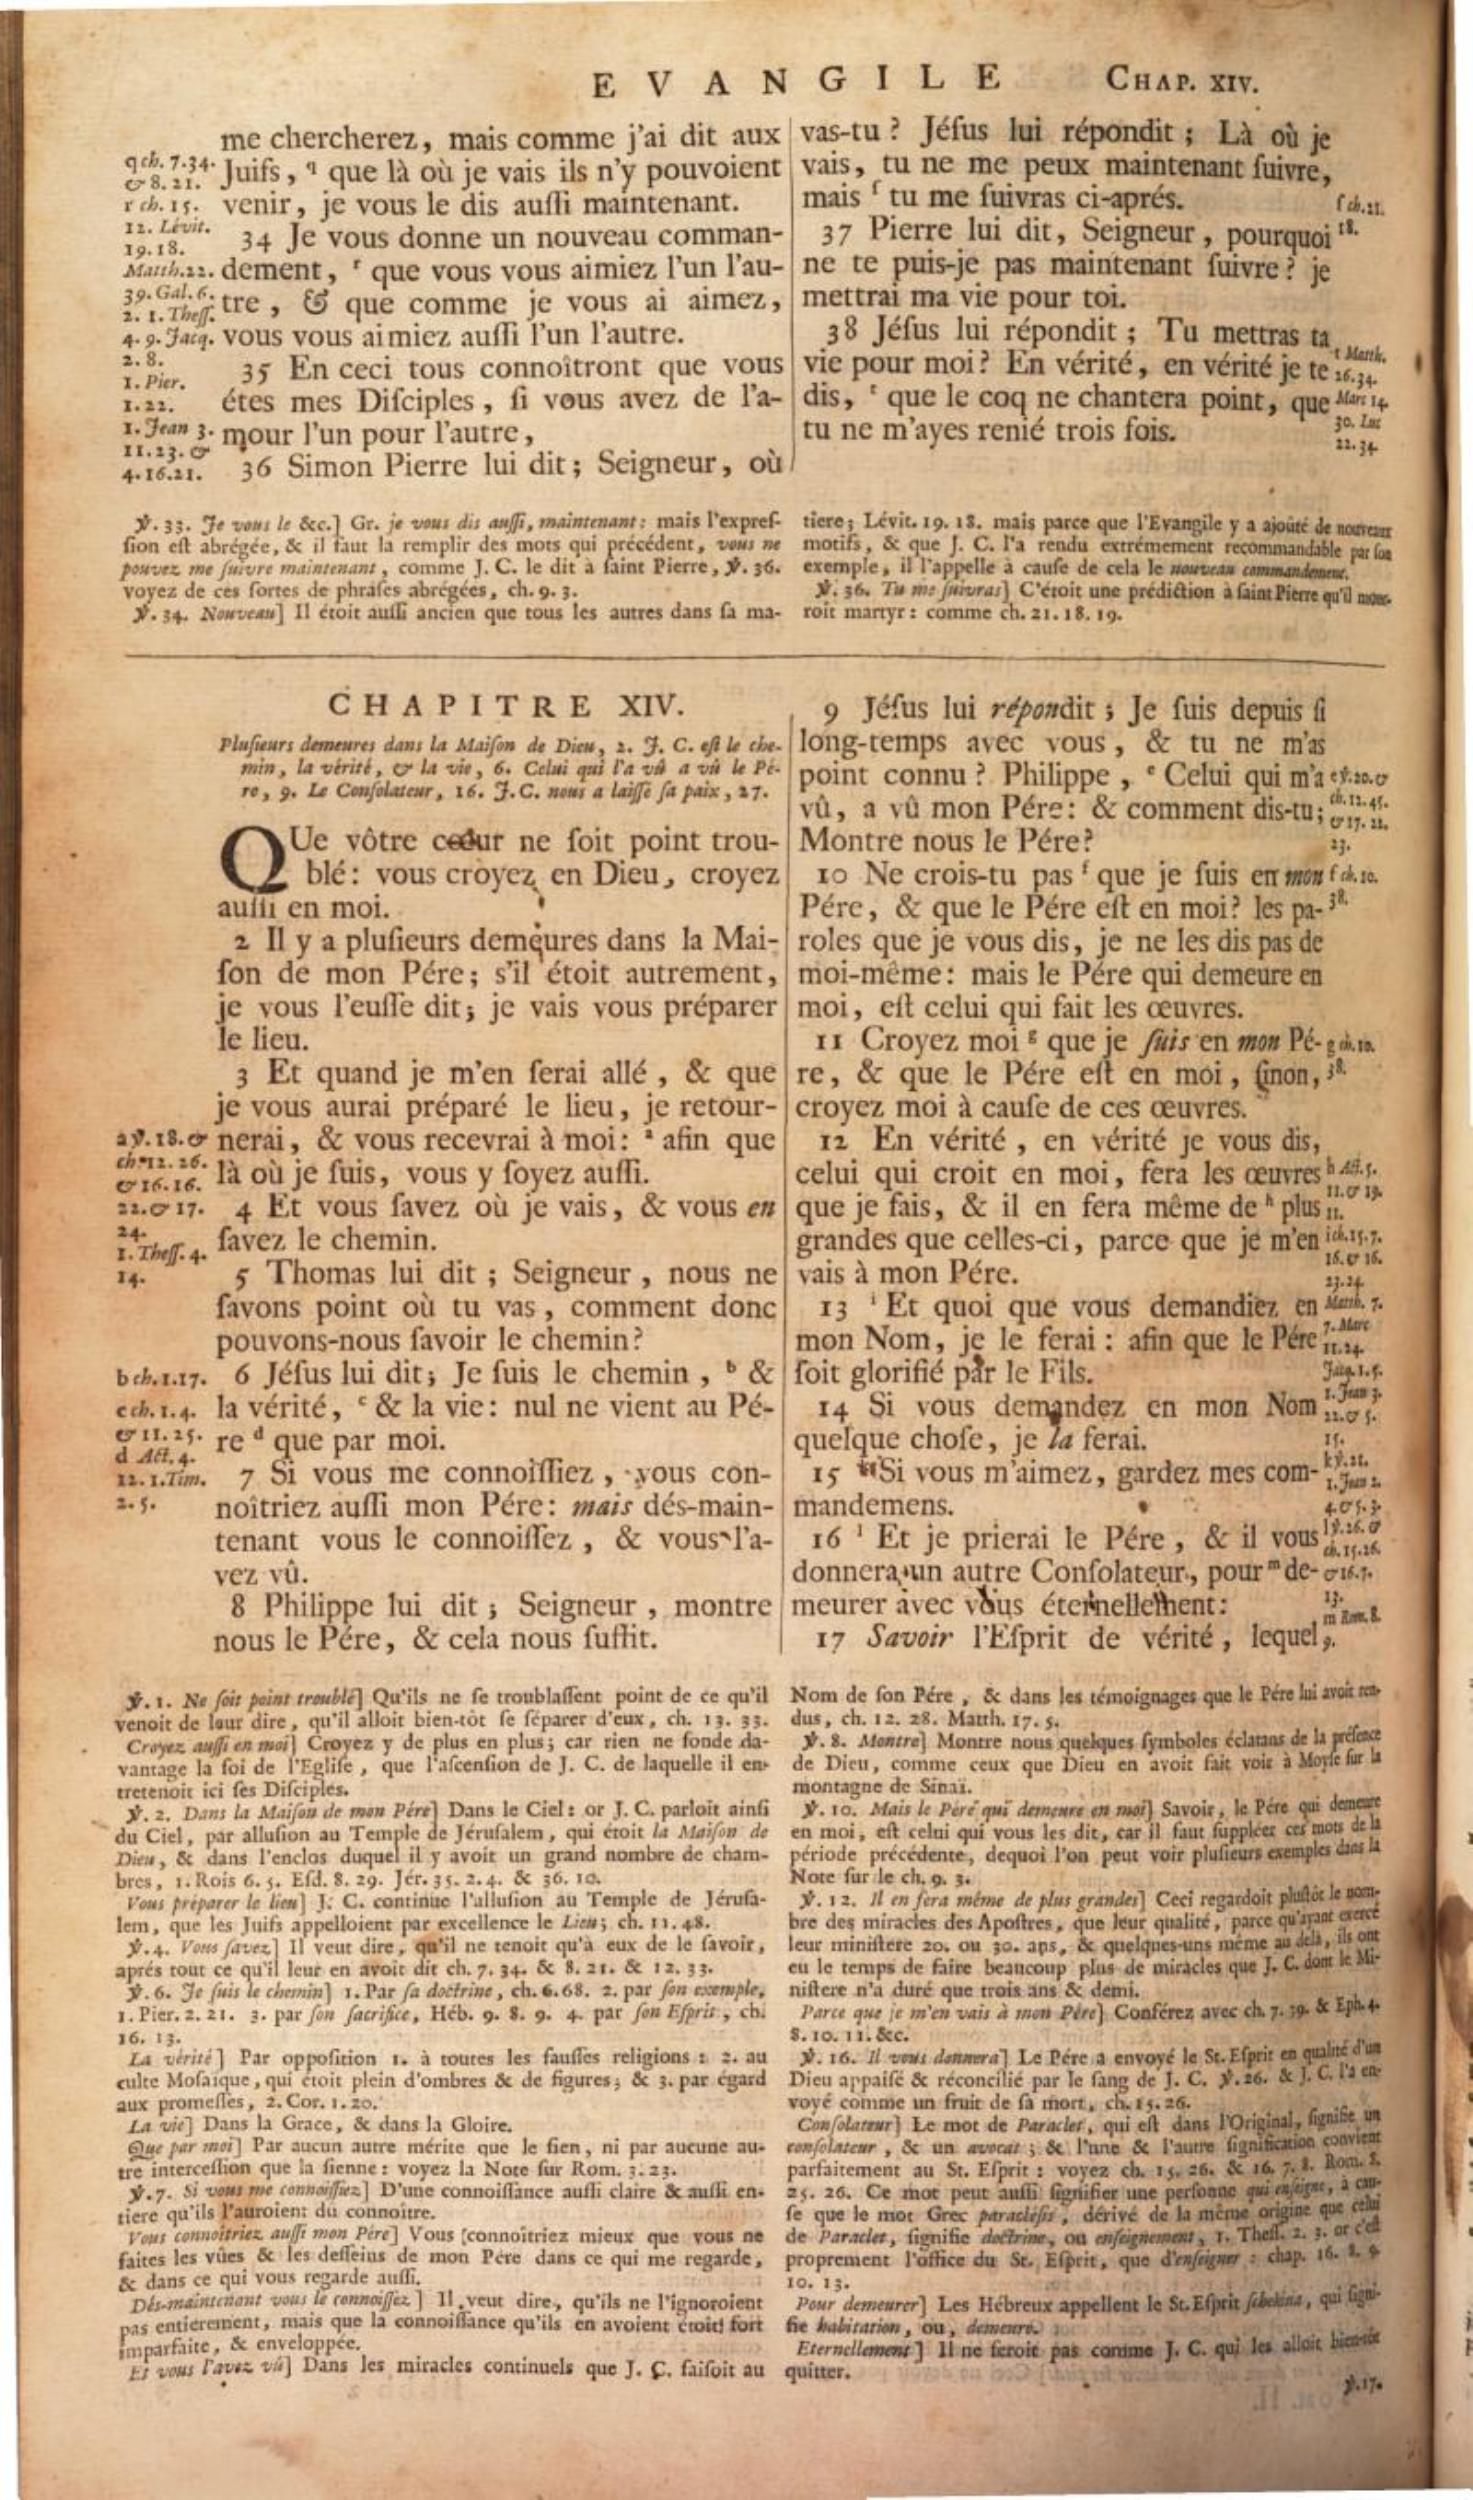 EVANGILE CHAP. XIV.
me chercherez, mais comme j'ai dit aux
Juifs, q que là où je vais ils n'y pouvoient
venir, je vous le dis auſſi maintenant.
34 Je vous donne un nouveau comman-
dement, r que vous vous aimiez l'un l'au-
tre, & que comme je vous ai aimez,
vous vous aimiez auſſi l'un l'autre.
35 En ceci tous connoîtront que vous
étes mes Diſciples, ſi vous avez de l'a-
mour l'un pour l'autre,
36 Simon Pierre lui dit; Seigneur, où
q ch. 7.34.
& 8.21.
r ch. 15.
12. Lévit.
19.18.
Matth.22.
39. Gal. 6.
2. 1. Theſſ.
4. 9. Jacq.
2. 8.
1. Pier.
1.22.
1. Jean 3.
11.23. &
4.16.21.
vas-tu? Jéſus lui répondit; Là où je
vais, tu ne me peux maintenant ſuivre,
mais ſ tu me ſuivras ci-aprés.
37 Pierre lui dit, Seigneur, pourquoi
ne te puis-je pas maintenant ſuivre? je
mettrai ma vie pour toi.
38 Jéſus lui répondit; Tu mettras ta
vie pour moi? En vérité, en vérité je te
dis, t que le coq ne chantera point, que
tu ne m'ayes renié trois fois.
ſ ch.21.
18.
t Matth.
26.34.
Marc 14.
30. Luc
22.34.
℣. 33. Je vous le &c.] Gr. je vous dis auſſi, maintenant: mais l'expreſ-
ſion eſt abrégée, & il faut la remplir des mots qui précédent, vous ne
pouvez me ſuivre maintenant, comme J. C. le dit à ſaint Pierre, ℣. 36.
voyez de ces ſortes de phraſes abrégées, ch. 9. 3.
℣. 34. Nouveau] Il étoit auſſi ancien que tous les autres dans ſa ma-
tiere; Lévit. 19. 18. mais parce que l'Evangile y a ajoûté de nouveaux
motifs, & que J. C. l'a rendu extrémement recommandable par ſon
exemple, il l'appelle à cauſe de cela le nouveau commandement.
℣. 36. Tu me ſuivras] C'étoit une prédiction à ſaint Pierre qu'il mour-
roit martyr: comme ch. 21. 18. 19.
CHAPITRE XIV.
Pluſieurs demeures dans la Maiſon de Dieu, 2. J. C. eſt le che-
min, la vérité, & la vie, 6. Celui qui l'a vû a vû le Pé-
re, 9. Le Conſolateur, 16. J.C. nous a laiſſé ſa paix, 27.
QUe vôtre cœur ne ſoit point trou-
blé: vous croyez en Dieu, croyez
auſſi en moi.
2 Il y a pluſieurs demeures dans la Mai-
ſon de mon Pére; s'il étoit autrement,
je vous l'euſſe dit; je vais vous préparer
le lieu.
3 Et quand je m'en ſerai allé, & que
je vous aurai préparé le lieu, je retour-
nerai, & vous recevrai à moi: a afin que
là où je ſuis, vous y ſoyez auſſi.
4 Et vous ſavez où je vais, & vous en
ſavez le chemin.
5 Thomas lui dit; Seigneur, nous ne
ſavons point où tu vas, comment donc
pouvons-nous ſavoir le chemin?
6 Jéſus lui dit; Je ſuis le chemin, b &
la vérité, c & la vie: nul ne vient au Pé-
re d que par moi.
7 Si vous me connoiſſiez, vous con-
noîtriez auſſi mon Pére: mais dés-main-
tenant vous le connoiſſez, & vous l'a-
vez vû.
8 Philippe lui dit; Seigneur, montre
nous le Pére, & cela nous ſuffit.
a ℣.18. &
ch.12. 26.
& 16.16.
22. & 17.
24.
1. Theſſ. 4.
14.
b ch.1.17.
c ch. 1.4.
& 11.25.
d Act. 4.
12. 1. Tim.
2. 5.
9 Jéſus lui répondit; Je ſuis depuis ſi
long-temps avec vous, & tu ne m'as
point connu? Philippe, e Celui qui m'a
vû, a vû mon Pére: & comment dis-tu;
Montre nous le Pére?
10 Ne crois-tu pas f que je ſuis en mon
Pére, & que le Pére eſt en moi? les pa-
roles que je vous dis, je ne les dis pas de
moi-même: mais le Pére qui demeure en
moi, eſt celui qui fait les œuvres.
11 Croyez moi g que je ſuis en mon Pé-
re, & que le Pére eſt en moi, ſinon,
croyez moi à cauſe de ces œuvres.
12 En vérité, en vérité je vous dis,
celui qui croit en moi, fera les œuvres
que je fais, & il en fera même de h plus
grandes que celles-ci, parce que je m'en
vais à mon Pére.
13 i Et quoi que vous demandiez en
mon Nom, je le ferai: afin que le Pére
ſoit glorifié par le Fils.
14 Si vous demandez en mon Nom
quelque choſe, je la ferai.
15 k Si vous m'aimez, gardez mes com-
mandemens.
16 l Et je prierai le Pére, & il vous
donnera un autre Conſolateur, pour m de-
meurer avec vous éternellement:
17 Savoir l'Eſprit de vérité, lequel
e ℣.20. &
ch.12.45.
& 17. 21.
23.
f ch. 10.
38.
g ch.10.
38.
h Act.5.
11. & 19.
11.
i ch.15.7.
16. & 16.
23.24.
Matth. 7.
7. Marc
11.24.
Jacq.1.5.
1. Jean 3.
22. & 5.
15.
k ℣.21.
1. Jean 2.
4. & 5.3.
l ℣.26. &
ch.15.26.
& 16.7.
13.
m Rom.8.
9.
℣. 1. Ne ſoit point troublé] Qu'ils ne ſe troublaſſent point de ce qu'il
venoit de leur dire, qu'il alloit bien-tôt ſe ſéparer d'eux, ch. 13. 33.
Croyez auſſi en moi] Croyez y de plus en plus; car rien ne fonde da-
vantage la foi de l'Egliſe, que l'aſcenſion de J. C. de laquelle il en-
tretenoit ici ſes Diſciples.
℣. 2. Dans la Maiſon de mon Pére] Dans le Ciel: or J. C. parloit ainſi
du Ciel, par alluſion au Temple de Jéruſalem, qui étoit la Maiſon de
Dieu, & dans l'enclos duquel il y avoit un grand nombre de cham-
bres, 1. Rois 6. 5. Eſd. 8. 29. Jér. 35. 2. 4. & 36. 10.
Vous préparer le lieu] J. C. continue l'alluſion au Temple de Jéruſa-
lem, que les Juifs appelloient par excellence le Lieu; ch. 11. 48.
℣. 4. Vous ſavez] Il veut dire, qu'il ne tenoit qu'à eux de le ſavoir,
aprés tout ce qu'il leur en avoit dit ch. 7. 34. & 8. 21. & 12. 33.
℣. 6. Je ſuis le chemin] 1. Par ſa doctrine, ch. 6. 68. 2. par ſon exemple,
1. Pier. 2. 21. 3. par ſon ſacrifice, Héb. 9. 8. 9. 4. par ſon Eſprit, ch.
16. 13.
La vérité] Par oppoſition 1. à toutes les fauſſes religions: 2. au
culte Moſaïque, qui étoit plein d'ombres & de figures; & 3. par égard
aux promeſſes, 2. Cor. 1. 20.
La vie] Dans la Grace, & dans la Gloire.
Que par moi] Par aucun autre mérite que le ſien, ni par aucune au-
tre interceſſion que la ſienne: voyez la Note ſur Rom. 3. 23.
℣. 7. Si vous me connoiſſiez] D'une connoiſſance auſſi claire & auſſi en-
tiere qu'ils l'auroient dû connoître.
Vous connoîtriez auſſi mon Pére] Vous connoîtriez mieux que vous ne
faites les vûes & les deſſeins de mon Pére dans ce qui me regarde,
& dans ce qui vous regarde auſſi.
Dés-maintenant vous le connoiſſez] Il veut dire, qu'ils ne l'ignoroient
pas entiérement, mais que la connoiſſance qu'ils en avoient étoit fort
imparfaite, & enveloppée.
Et vous l'avez vû] Dans les miracles continuels que J. C. faiſoit au
Nom de ſon Pére, & dans les témoignages que le Pére lui avoit ren-
dus, ch. 12. 28. Matth. 17. 5.
℣. 8. Montre] Montre nous quelques ſymboles éclatans de la préſence
de Dieu, comme ceux que Dieu en avoit fait voir à Moyſe ſur la
montagne de Sinaï.
℣. 10. Mais le Pére qui demeure en moi] Savoir, le Pére qui demeure
en moi, eſt celui qui vous les dit, car il faut ſuppléer ces mots de la
période précédente, dequoi l'on peut voir pluſieurs exemples dans la
Note ſur le ch. 9. 3.
℣. 12. Il en fera même de plus grandes] Ceci regardoit pluſtôt le nom-
bre des miracles des Apoſtres, que leur qualité, parce qu'ayant exercé
leur miniſtere 20. ou 30. ans, & quelques-uns même au delà, ils ont
eu le temps de faire beaucoup plus de miracles que J. C. dont le Mi-
niſtere n'a duré que trois ans & demi.
Parce que je m'en vais à mon Pére] Conférez avec ch. 7. 39. & Eph. 4.
8. 10. 11. &c.
℣. 16. Il vous donnera] Le Pére a envoyé le St. Eſprit en qualité d'un
Dieu appaiſé & réconcilié par le ſang de J. C. ℣. 26. & J. C. l'a en-
voyé comme un fruit de ſa mort, ch. 15. 26.
Conſolateur] Le mot de Paraclet, qui eſt dans l'Original, ſignifie un
conſolateur, & un avocat; & l'une & l'autre ſignification convient
parfaitement au St. Eſprit: voyez ch. 15. 26. & 16. 7. 8. Rom. 8.
25. 26. Ce mot peut auſſi ſignifier une perſonne qui enſeigne, à cau-
ſe que le mot Grec paracléſis, dérivé de la même origine que celui
de Paraclet, ſignifie doctrine, ou enſeignement, 1. Theſſ. 2. 3. or c'eſt
proprement l'office du St. Eſprit, que d'enſeigner: chap. 16. 8. 9.
10. 13.
Pour demeurer] Les Hébreux appellent le St. Eſprit ſchekina, qui ſigni-
fie habitation, ou, demeure.
Eternellement] Il ne ſeroit pas comme J. C. qui les alloit bien-tôt
quitter.
℣.17.